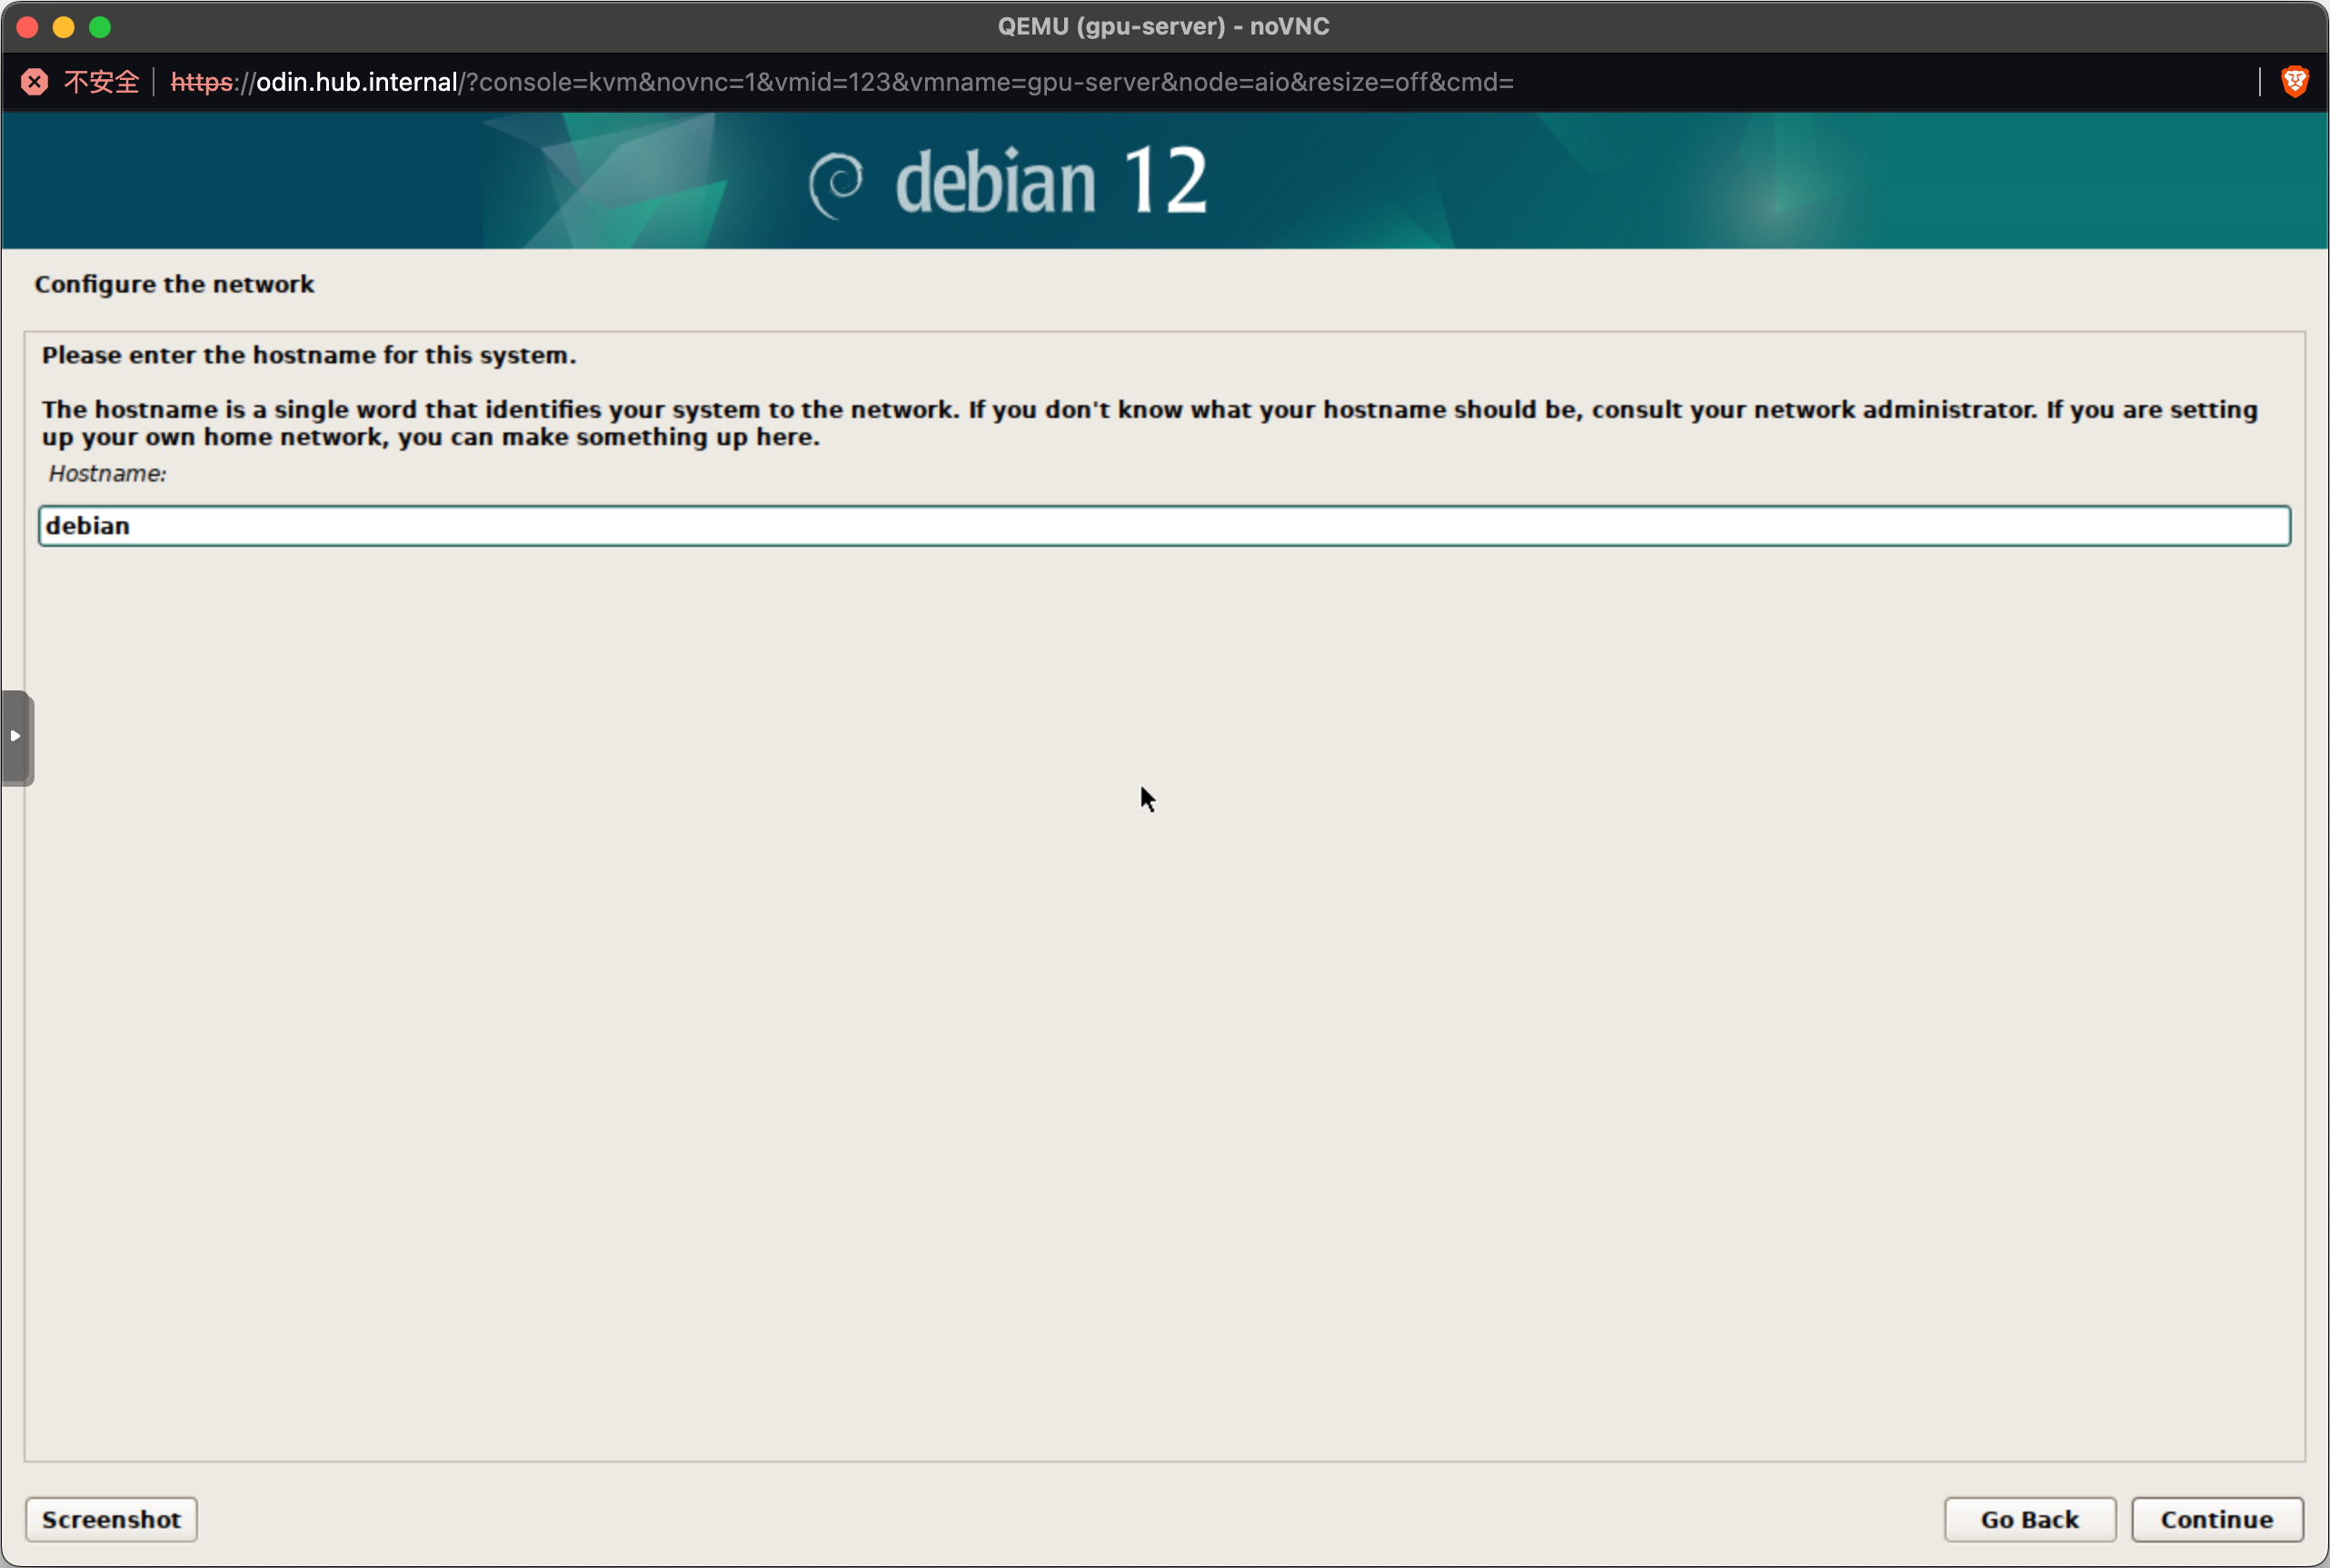 QEMU (gpu-server) - noVNC
不安全 https://odin.hub.internal/?console=kvm&novnc=1&vmid=123&vmname=gpu-server&node=aio&resize=off&cmd=
debian 12
Configure the network
Please enter the hostname for this system.
The hostname is a single word that identifies your system to the network. If you don't know what your hostname should be, consult your network administrator. If you are setting
up your own home network, you can make something up here.
Hostname:
debian
Screenshot
Go Back
Continue